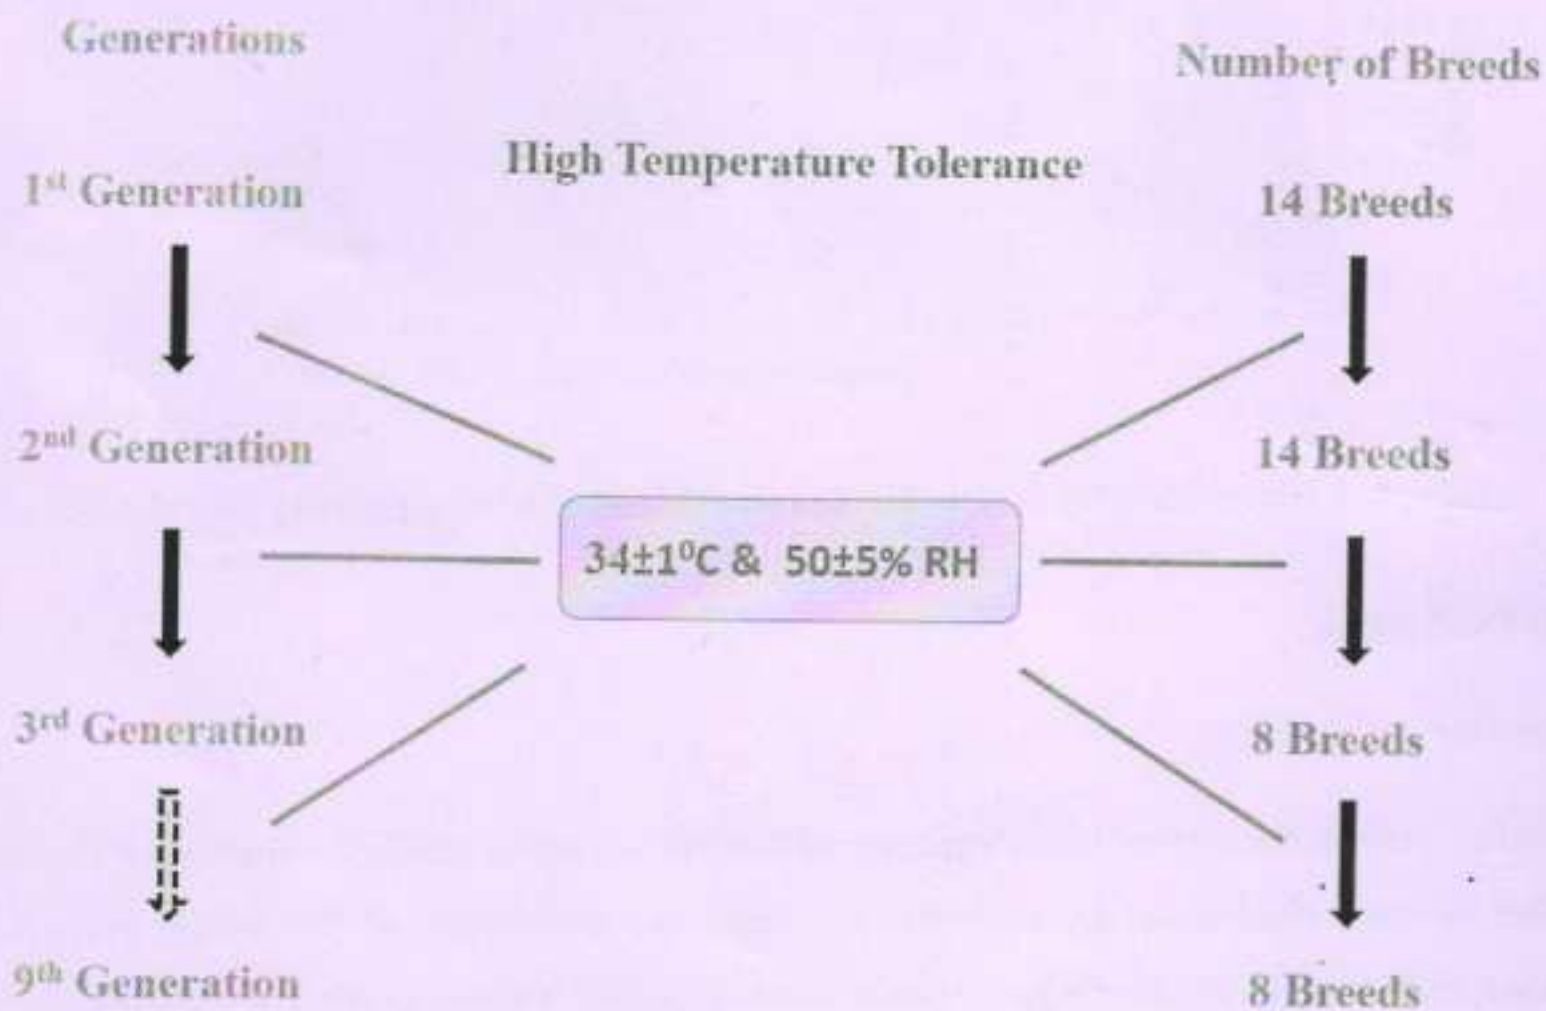 Generations
Number of Breeds
High Temperature Tolerance
1st Generation
14 Breeds
2nd Generation
14 Breeds
34±1⁰C & 50±5% RH
3rd Generation
8 Breeds
9th Generation
8 Breeds